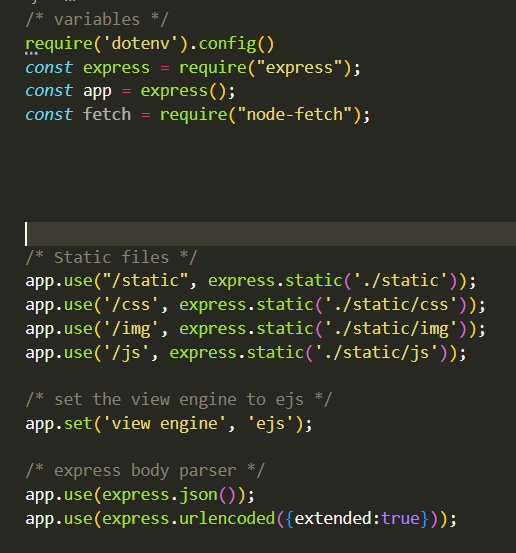 /* variables */
require('dotenv').config()
const express = require("express");
const app = express();
const fetch = require("node-fetch");
/* Static files */
app.use("/static", express.static('./static'));
app.use('/css', express.static('./static/css'));
app.use('/img', express.static('./static/img'));
app.use('/js', express.static('./static/js'));
/* set the view engine to ejs */
app.set('view engine', 'ejs');
/* express body parser */
app.use(express.json());
app.use(express.urlencoded({extended:true}));